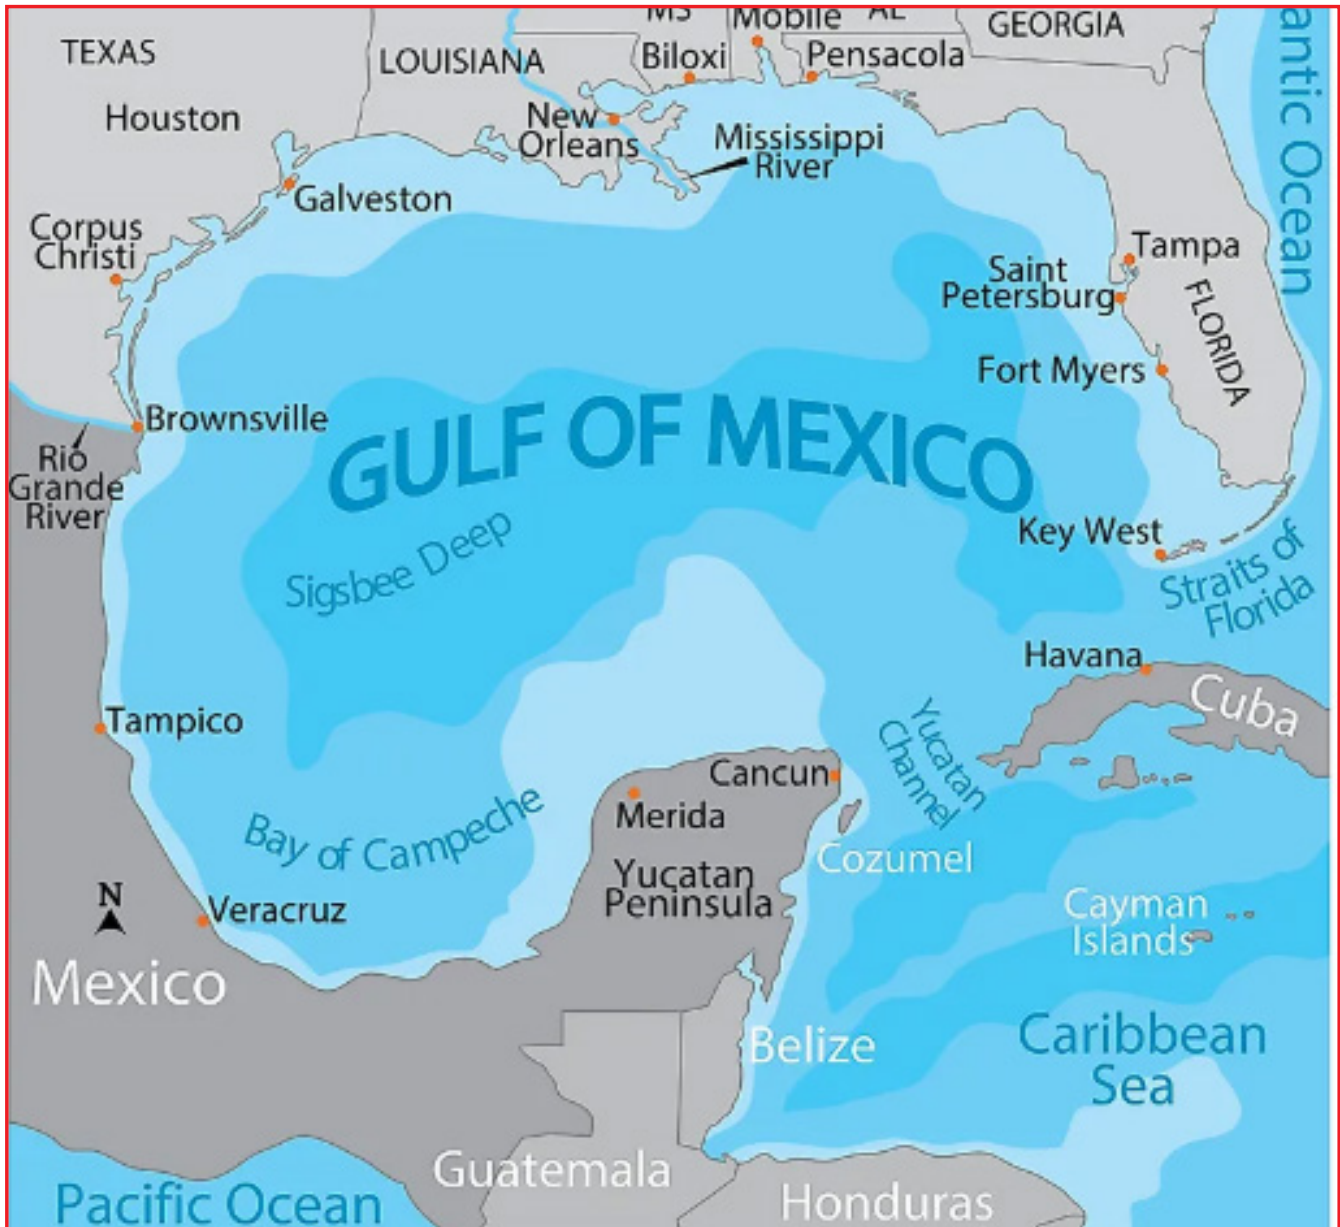 MS
Mobile
AL
GEORGIA
TEXAS
LOUISIANA
Biloxi
Pensacola
Houston
New
Orleans
Mississippi
River
Galveston
Corpus
Christi
antic Ocean
Tampa
Saint
Petersburg
FLORIDA
Fort Myers
Brownsville
GULF OF MEXICO
Rio
Grande
River
Sigsbee Deep
Key West
Straits of
Florida
Havana
Cuba
Tampico
Yucatan
Channel
Cancun
Merida
Bay of Campeche
Cozumel
Yucatan
Peninsula
N
Veracruz
Cayman
Islands
Mexico
Belize
Caribbean
Sea
Guatemala
Honduras
Pacific Ocean